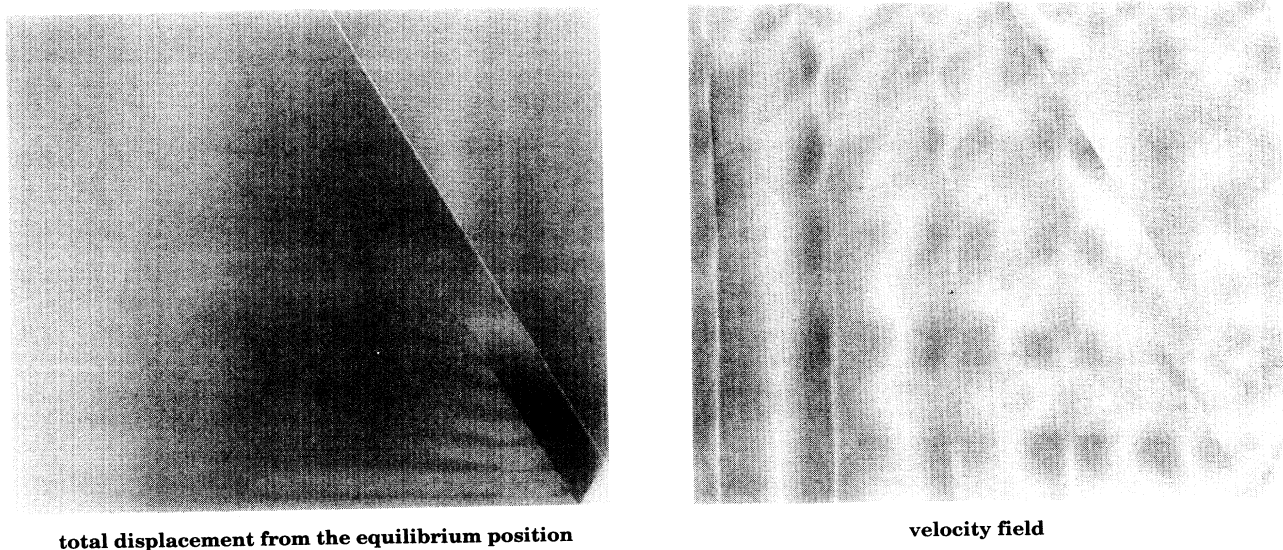 total displacement from the equilibrium position
velocity field